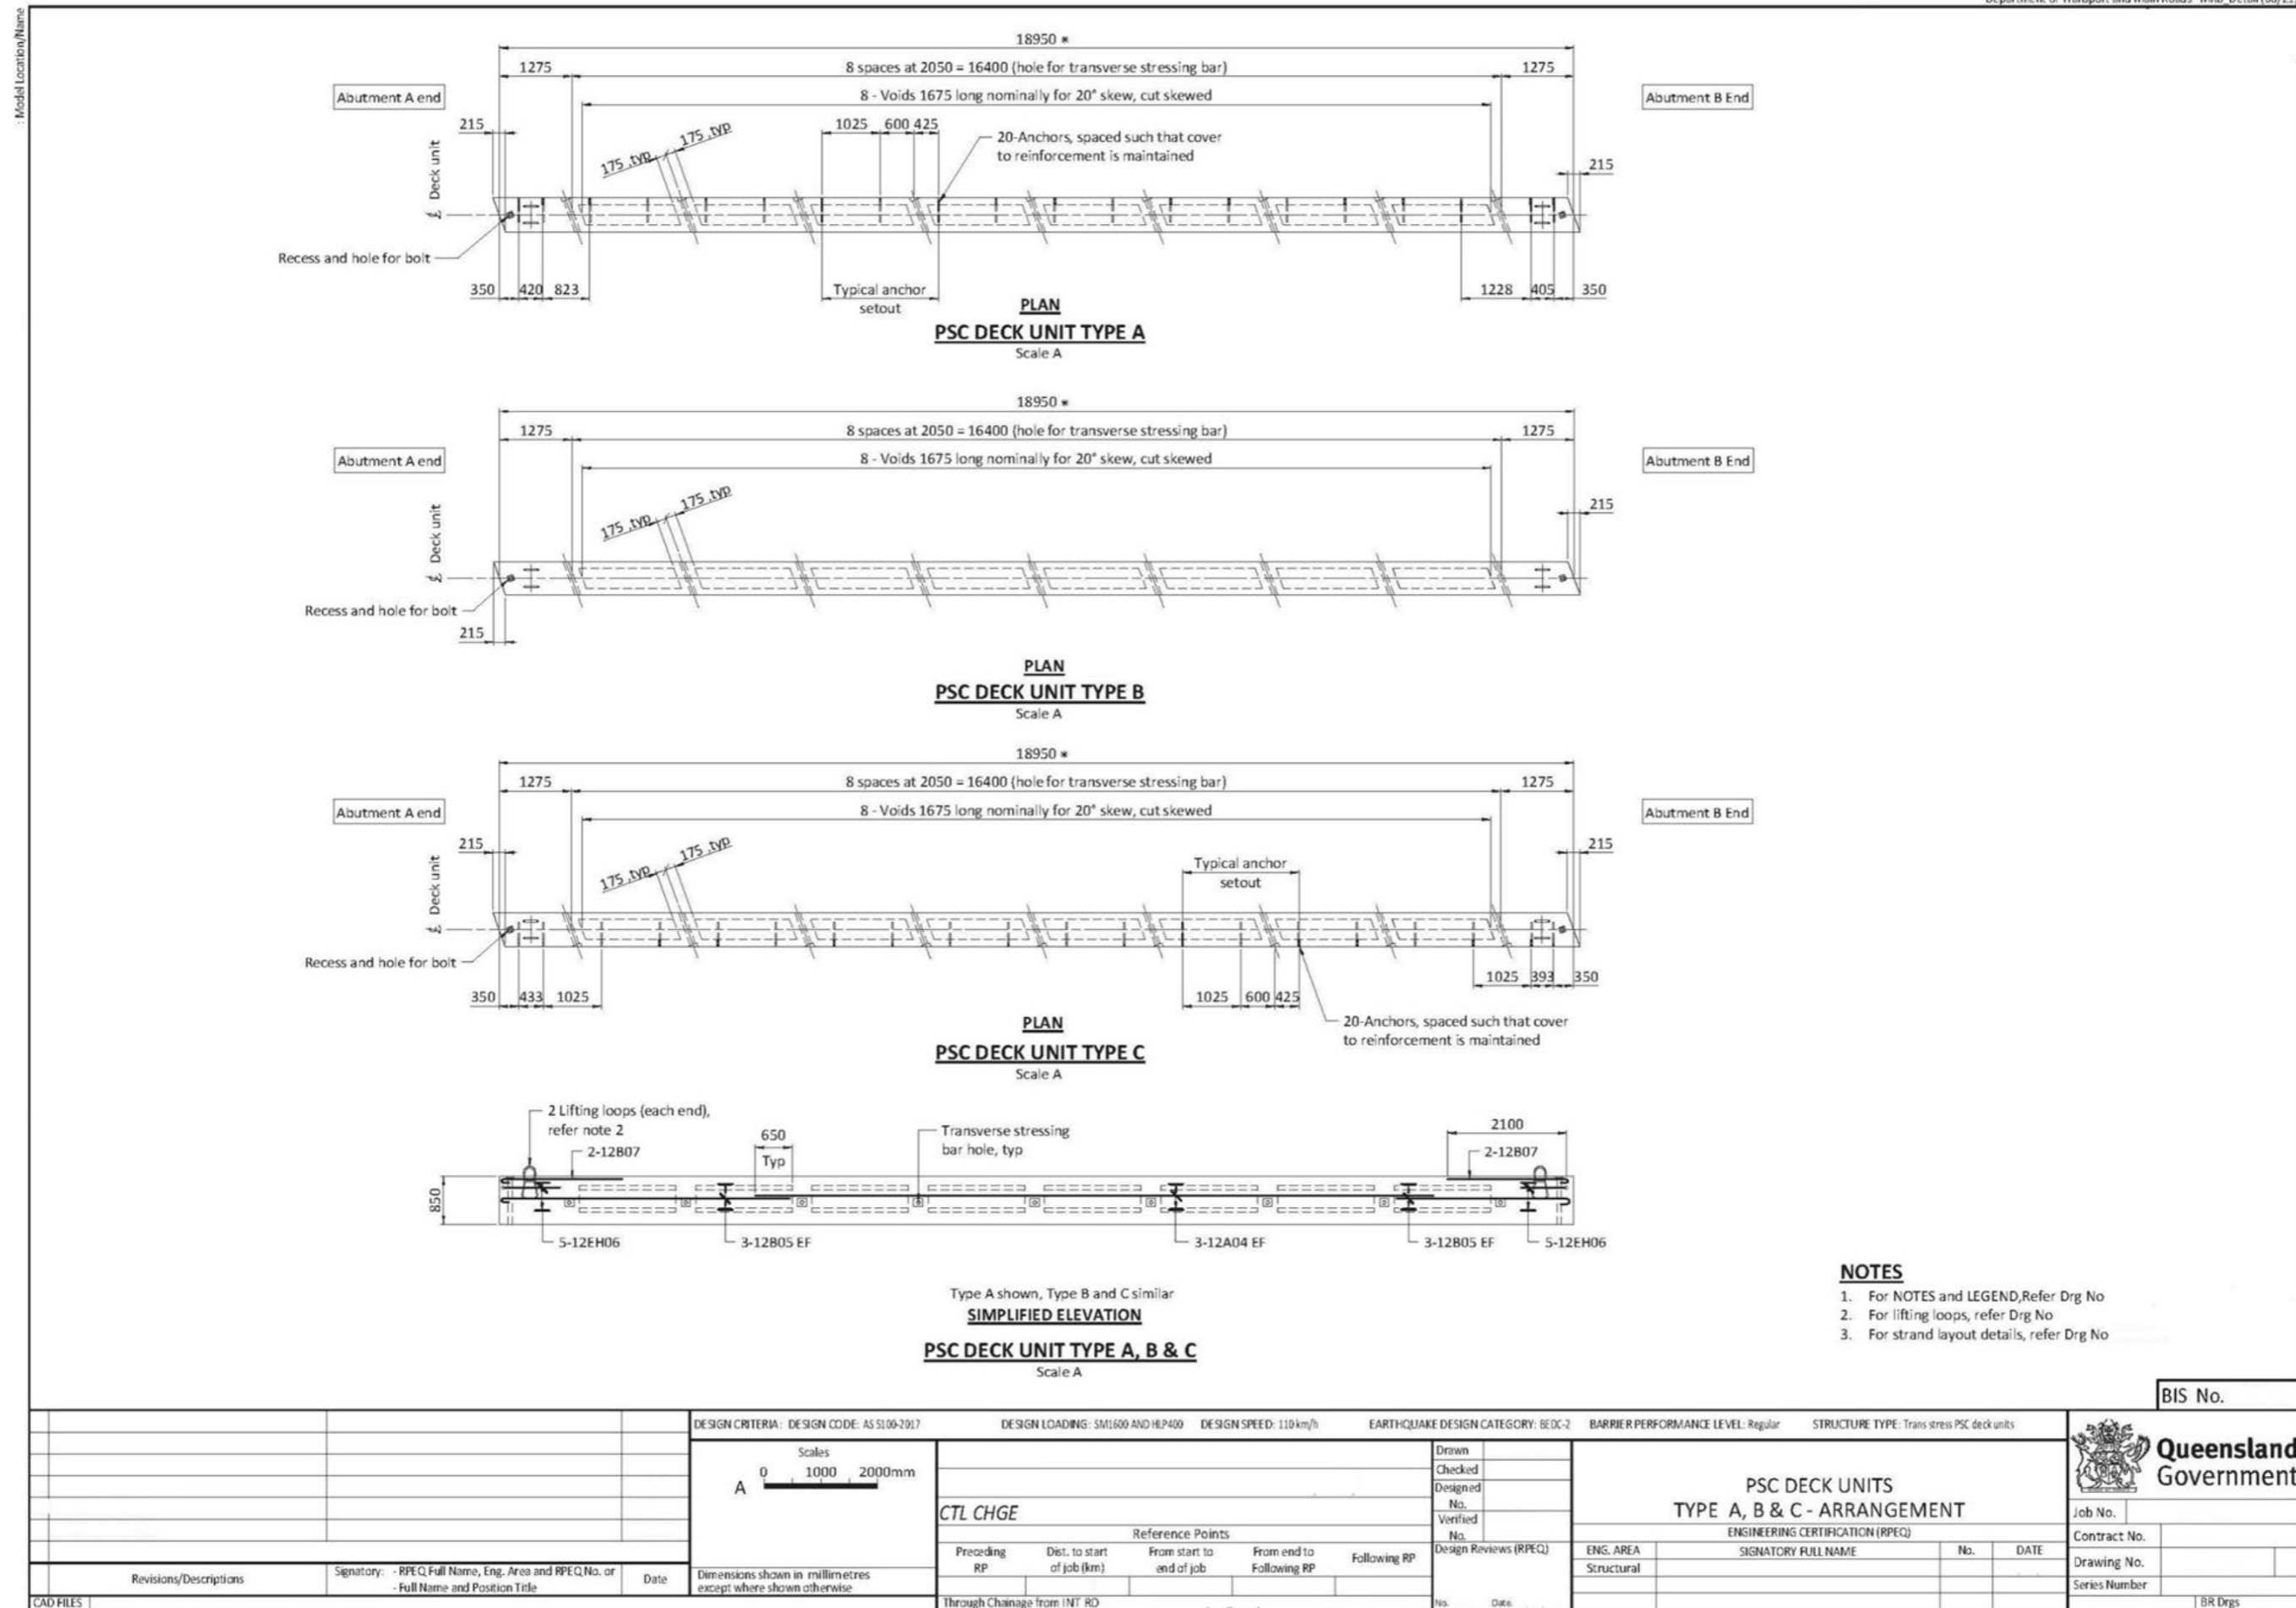 : Model Location/Name
18950 *
1275
8 spaces at 2050 = 16400 (hole for transverse stressing bar)
1275
Abutment A end
8 - Voids 1675 long nominally for 20° skew, cut skewed
Abutment B End
215
175 .typ
175 .typ
1025 600 425
20-Anchors, spaced such that cover
to reinforcement is maintained
215
℄ Deck unit
Recess and hole for bolt
350 420 823
Typical anchor
setout
1228 405 350
PLAN
PSC DECK UNIT TYPE A
Scale A
18950 *
1275
8 spaces at 2050 = 16400 (hole for transverse stressing bar)
1275
Abutment A end
8 - Voids 1675 long nominally for 20° skew, cut skewed
Abutment B End
175 .typ
175 .typ
215
℄ Deck unit
Recess and hole for bolt
215
PLAN
PSC DECK UNIT TYPE B
Scale A
18950 *
1275
8 spaces at 2050 = 16400 (hole for transverse stressing bar)
1275
Abutment A end
8 - Voids 1675 long nominally for 20° skew, cut skewed
Abutment B End
215
175 .typ
175 .typ
Typical anchor
setout
215
℄ Deck unit
Recess and hole for bolt
350 433 1025
1025 600 425
1025 393 350
20-Anchors, spaced such that cover
to reinforcement is maintained
PLAN
PSC DECK UNIT TYPE C
Scale A
2 Lifting loops (each end),
refer note 2
2-12B07
650
Typ
Transverse stressing
bar hole, typ
2100
2-12B07
850
5-12EH06
3-12B05 EF
3-12A04 EF
3-12B05 EF
5-12EH06
Type A shown, Type B and C similar
SIMPLIFIED ELEVATION
PSC DECK UNIT TYPE A, B & C
Scale A
NOTES
1. For NOTES and LEGEND,Refer Drg No
2. For lifting loops, refer Drg No
3. For strand layout details, refer Drg No
BIS No.
DESIGN CRITERIA: DESIGN CODE: AS 5100-2017 DESIGN LOADING: SM1600 AND HLP400 DESIGN SPEED: 110 km/h EARTHQUAKE DESIGN CATEGORY: BEDC-2 BARRIER PERFORMANCE LEVEL: Regular STRUCTURE TYPE: Trans stress PSC deck units
Scales
A 0 1000 2000mm
Dimensions shown in millimetres
except where shown otherwise
CTL CHGE
Reference Points
Preceding
RP
Dist. to start
of job (km)
From start to
end of job
From end to
Following RP
Following RP
Through Chainage from INT RD
Drawn
Checked
Designed
No.
Verified
No.
Design Reviews (RPEQ)
No. Date.
PSC DECK UNITS
TYPE A, B & C - ARRANGEMENT
ENGINEERING CERTIFICATION (RPEQ)
ENG. AREA SIGNATORY FULL NAME No. DATE
Structural
Queensland
Government
Job No.
Contract No.
Drawing No.
Series Number
BR Drgs
Revisions/Descriptions
Signatory: - RPEQ Full Name, Eng. Area and RPEQ No. or
- Full Name and Position Title
Date
CAD FILES